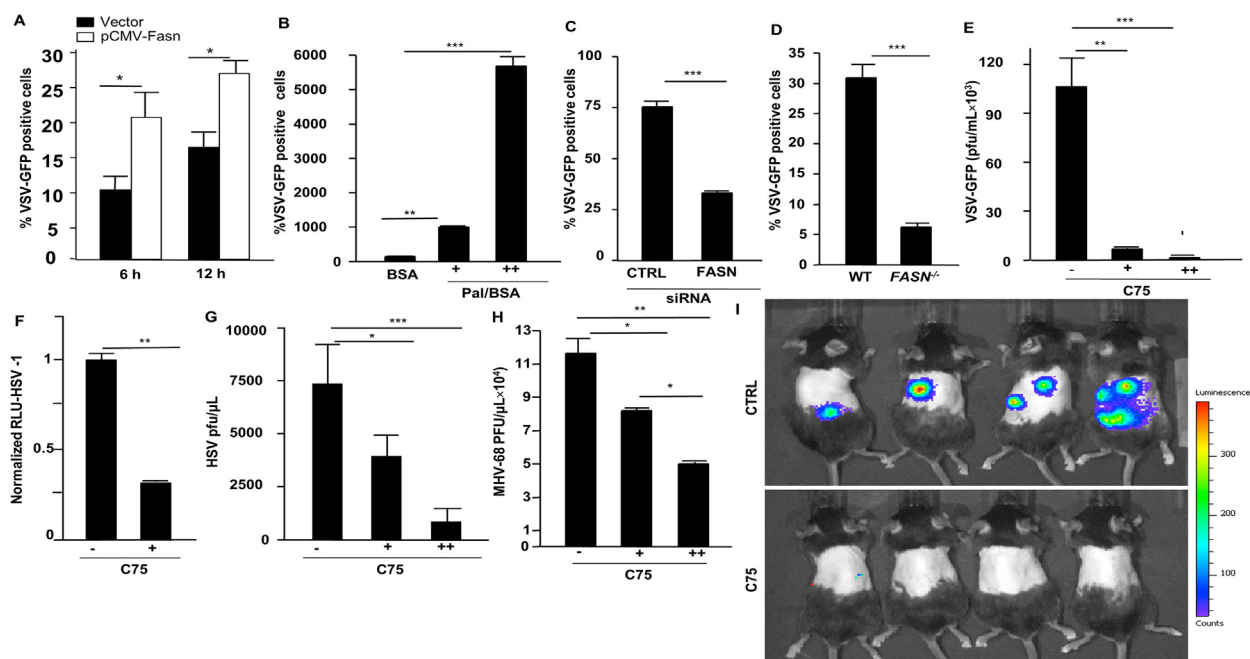 A
Vector
pCMV-Fasn
% VSV-GFP positive cells
30
25
20
15
10
5
0
*
*
6 h
12 h
B
%VSV-GFP positive cells
6000
5000
4000
3000
2000
1000
0
***
**
BSA
+
++
Pal/BSA
C
% VSV-GFP positive cells
100
75
50
25
0
***
CTRL
FASN
siRNA
D
% VSV-GFP positive cells
35
30
25
20
15
10
5
0
***
WT
FASN-/-
E
VSV-GFP (pfu/mL×10³)
120
90
60
30
0
***
**
-
+
++
C75
F
Normalized RLU-HSV -1
1
0.5
0
**
-
+
C75
G
HSV pfu/µL
10000
7500
5000
2500
0
***
*
-
+
++
C75
H
MHV-68 PFU/µL×10⁴)
13
11
9
7
5
3
1
0
**
*
*
-
+
++
C75
I
CTRL
C75
Luminescence
300
200
100
Counts